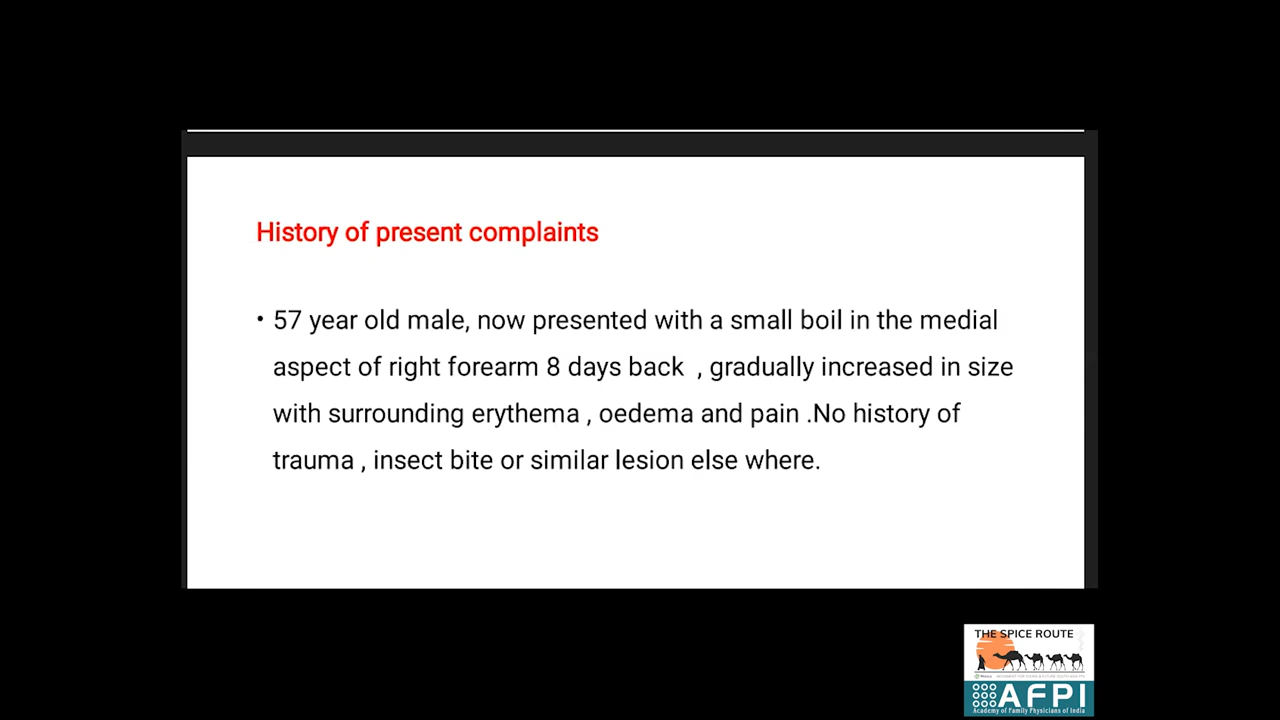 History of present complaints
• 57 year old male, now presented with a small boil in the medial
aspect of right forearm 8 days back , gradually increased in size
with surrounding erythema , oedema and pain .No history of
trauma , insect bite or similar lesion else where.
THE SPICE ROUTE
AFPI
Academy of Family Physicians of India